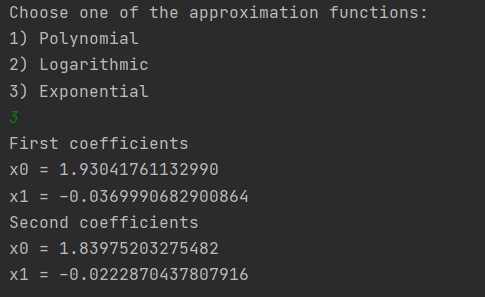 Choose one of the approximation functions:
1) Polynomial
2) Logarithmic
3) Exponential
3
First coefficients
x0 = 1.93041761132990
x1 = -0.0369990682900864
Second coefficients
x0 = 1.83975203275482
x1 = -0.0222870437807916